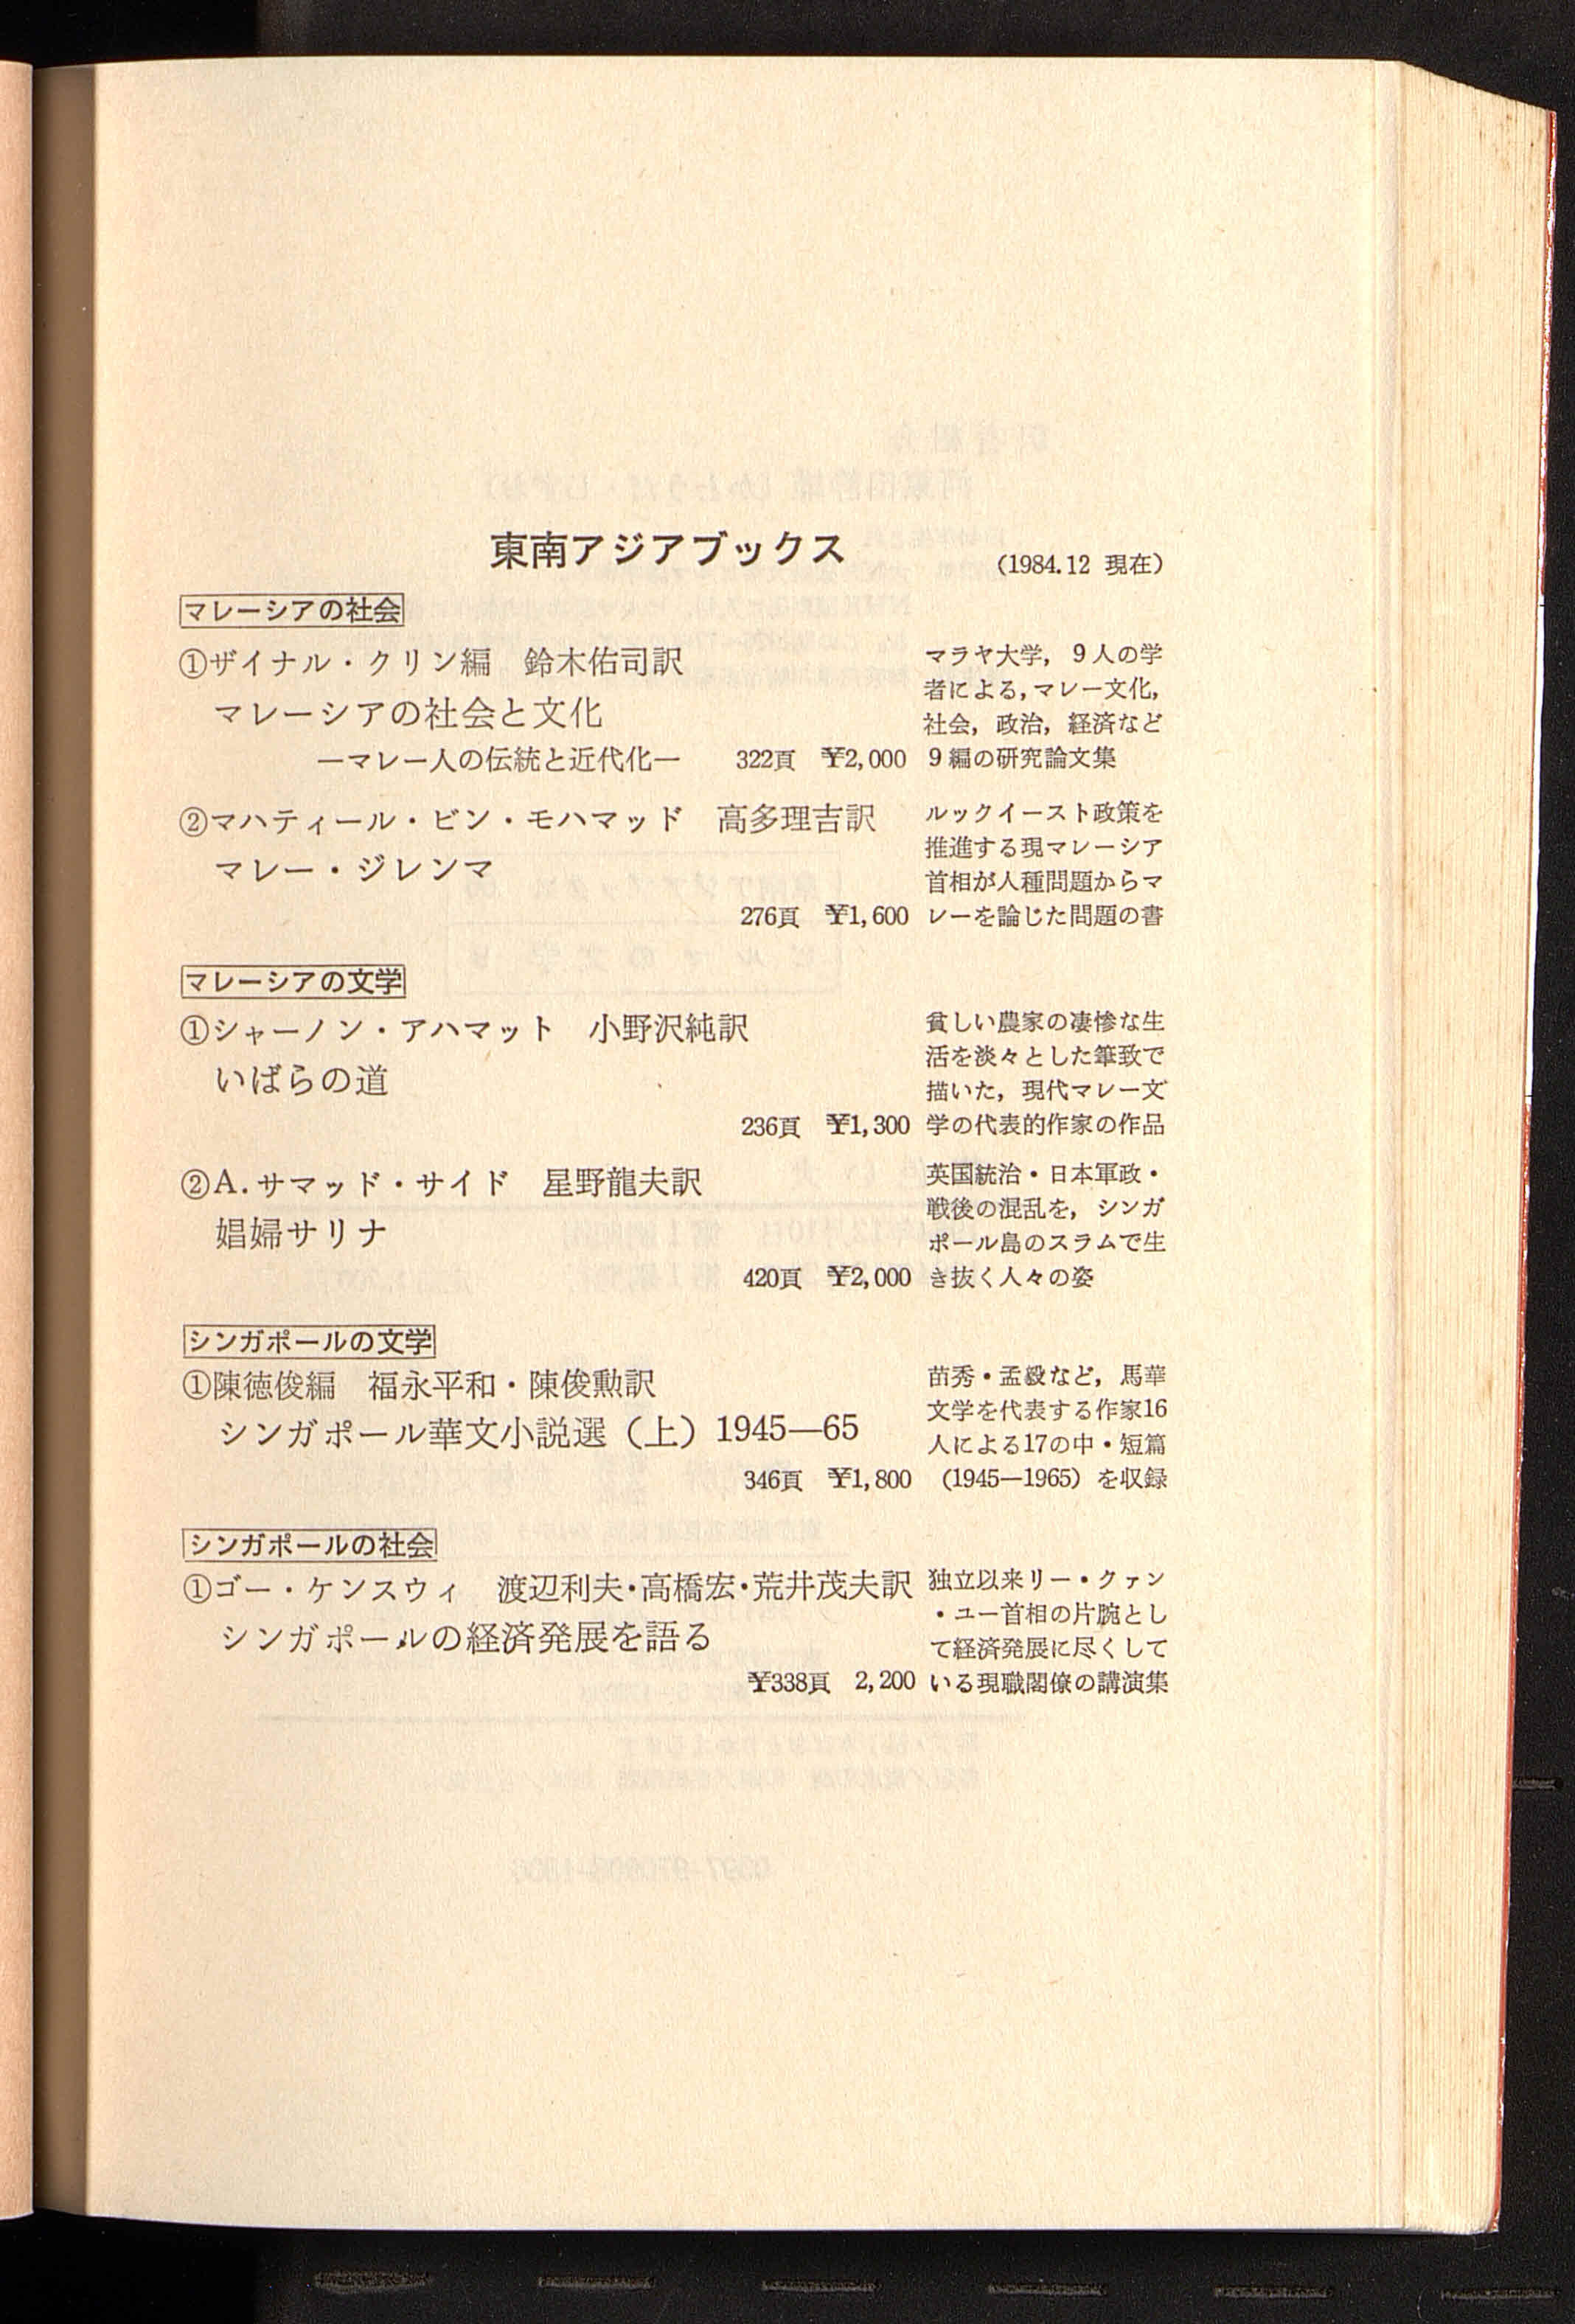 東南アジアブックス (1984.12 現在)
マレーシアの社会
①ザイナル・クリン編 鈴木佑司訳
マレーシアの社会と文化
―マレー人の伝統と近代化― 322頁 ¥2,000
マラヤ大学, 9人の学
者による, マレー文化,
社会, 政治, 経済など
9編の研究論文集
②マハティール・ビン・モハマッド 高多理吉訳
マレー・ジレンマ
276頁 ¥1,600
ルックイースト政策を
推進する現マレーシア
首相が人種問題からマ
レーを論じた問題の書
マレーシアの文学
①シャーノン・アハマット 小野沢純訳
いばらの道
236頁 ¥1,300
貧しい農家の凄惨な生
活を淡々とした筆致で
描いた, 現代マレー文
学の代表的作家の作品
②A.サマッド・サイド 星野龍夫訳
娼婦サリナ
420頁 ¥2,000
英国統治・日本軍政・
戦後の混乱を, シンガ
ポール島のスラムで生
き抜く人々の姿
シンガポールの文学
①陳徳俊編 福永平和・陳俊勲訳
シンガポール華文小説選（上）1945―65
346頁 ¥1,800
苗秀・孟毅など, 馬華
文学を代表する作家16
人による17の中・短篇
(1945―1965) を収録
シンガポールの社会
①ゴー・ケンスウィ 渡辺利夫・高橋宏・荒井茂夫訳
シンガポールの経済発展を語る
¥338頁 2,200
独立以来リー・クァン
・ユー首相の片腕とし
て経済発展に尽くして
いる現職閣僚の講演集